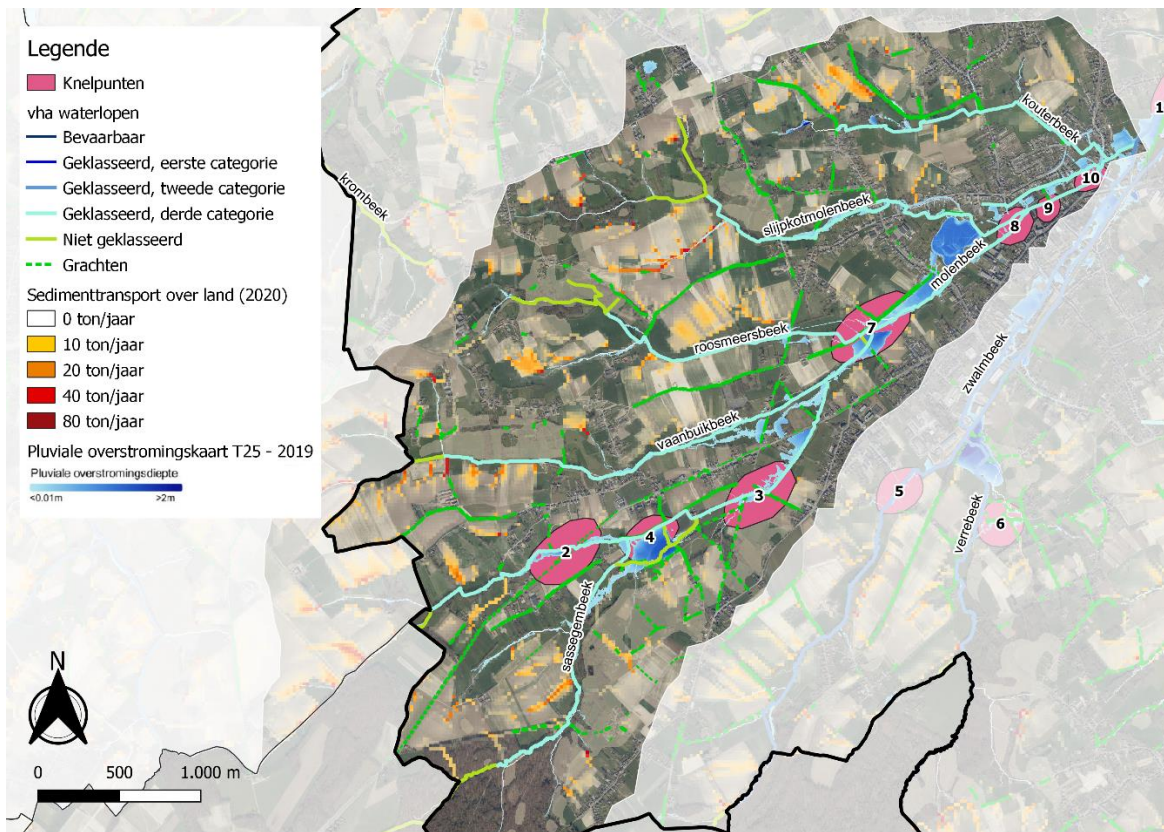 Legende
Knelpunten
vha waterlopen
Bevaarbaar
Geklasseerd, eerste categorie
Geklasseerd, tweede categorie
Geklasseerd, derde categorie
Niet geklasseerd
Grachten
Sedimenttransport over land (2020)
0 ton/jaar
10 ton/jaar
20 ton/jaar
40 ton/jaar
80 ton/jaar
Pluviale overstromingskaart T25 - 2019
Pluviale overstromingsdiepte
<0.01m >2m
krombeek
kouterbeek
1
10
9
8
slijpkotmolenbeek
molenbeek
7
roosmeersbeek
zwalmbeek
vaanbuikbeek
3
5
6
verrebeek
4
2
sassegembeek
N
0 500 1.000 m